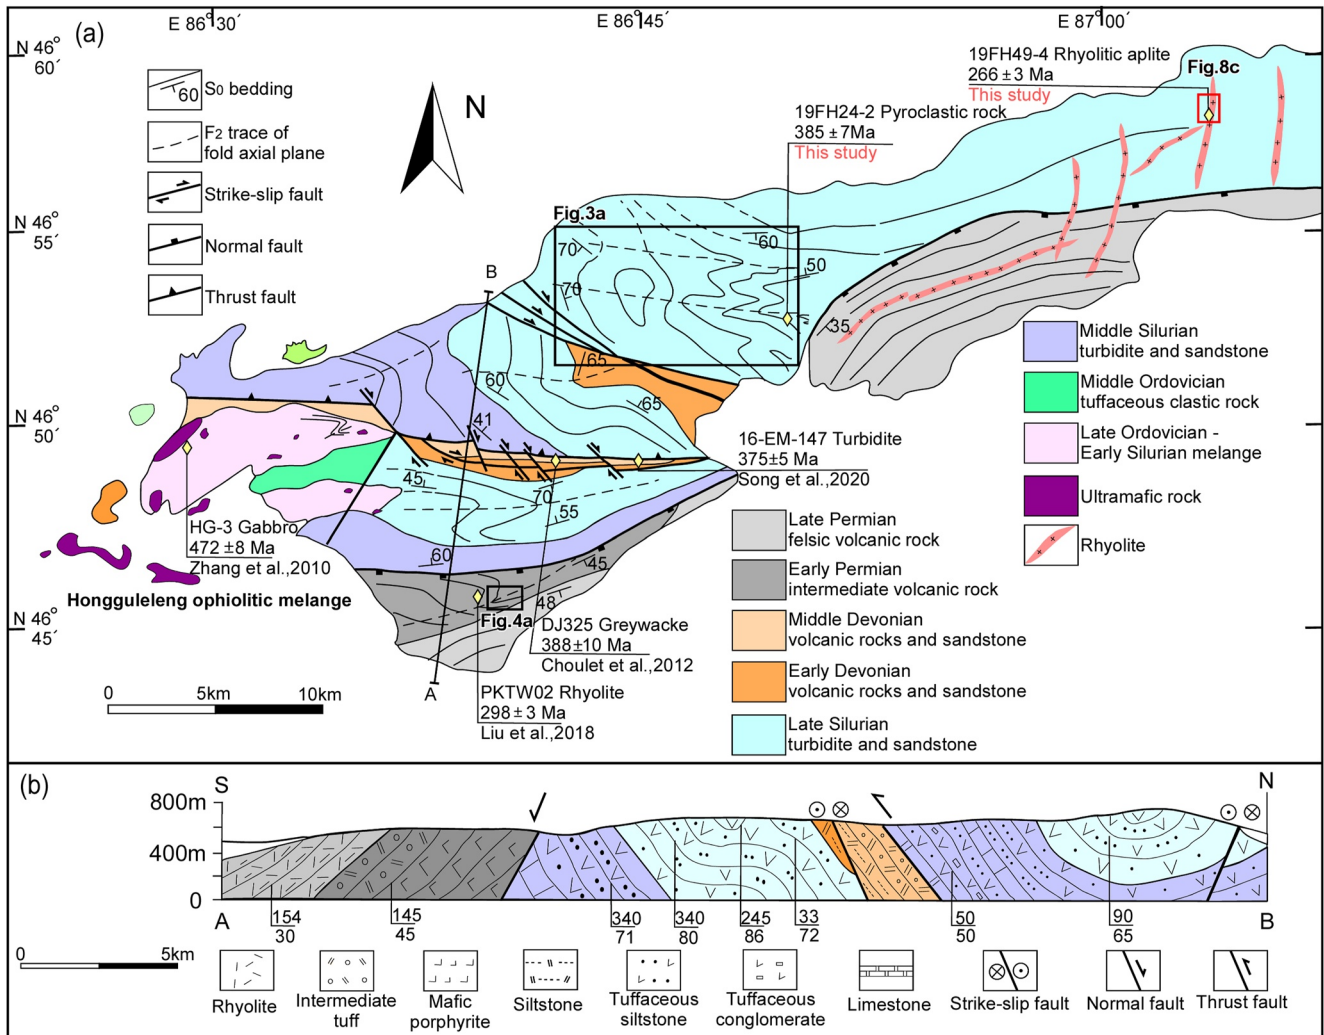 (a)
E 86°30′
E 86°45′
E 87°00′
N 46°
60′
N 46°
55′
N 46°
50′
N 46°
45′
60
S0 bedding
F2 trace of
fold axial plane
Strike-slip fault
Normal fault
Thrust fault
N
19FH49-4 Rhyolitic aplite
266 ±3 Ma
This study
Fig.8c
19FH24-2 Pyroclastic rock
385 ±7Ma
This study
Fig.3a
70
60
50
70
35
B
65
60
65
41
45
70
55
60
45
48
16-EM-147 Turbidite
375±5 Ma
Song et al.,2020
HG-3 Gabbro
472 ±8 Ma
Zhang et al.,2010
Hongguleleng ophiolitic melange
Fig.4a
DJ325 Greywacke
388±10 Ma
Choulet et al.,2012
A
PKTW02 Rhyolite
298±3 Ma
Liu et al.,2018
0
5km
10km
Middle Silurian
turbidite and sandstone
Middle Ordovician
tuffaceous clastic rock
Late Ordovician -
Early Silurian melange
Ultramafic rock
Rhyolite
Late Permian
felsic volcanic rock
Early Permian
intermediate volcanic rock
Middle Devonian
volcanic rocks and sandstone
Early Devonian
volcanic rocks and sandstone
Late Silurian
turbidite and sandstone
(b)
S
N
800m
400m
0
A
B
154
30
145
45
340
71
340
80
245
86
33
72
50
50
90
65
0
5km
Rhyolite
Intermediate
tuff
Mafic
porphyrite
Siltstone
Tuffaceous
siltstone
Tuffaceous
conglomerate
Limestone
Strike-slip fault
Normal fault
Thrust fault